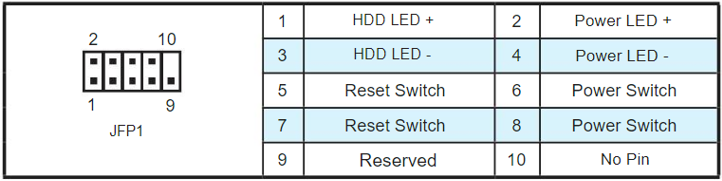 2 10
1 9
JFP1
1 HDD LED + 2 Power LED +
3 HDD LED - 4 Power LED -
5 Reset Switch 6 Power Switch
7 Reset Switch 8 Power Switch
9 Reserved 10 No Pin